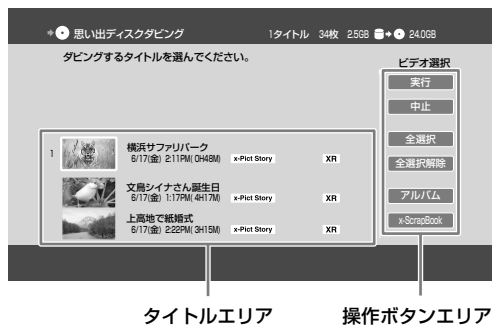 思い出ディスクダビング 1タイトル 34枚 2.5GB 24.0GB
ダビングするタイトルを選んでください。
ビデオ選択
実行
中止
全選択
全選択解除
アルバム
x-ScrapBook
1 横浜サファリパーク
6/17(金) 2:11PM( 0H48M) x-Pict Story XR
文鳥シイナさん誕生日
6/17(金) 1:17PM( 4H17M) x-Pict Story XR
上高地で紙婚式
6/17(金) 2:22PM( 3H15M) x-Pict Story XR
タイトルエリア 操作ボタンエリア